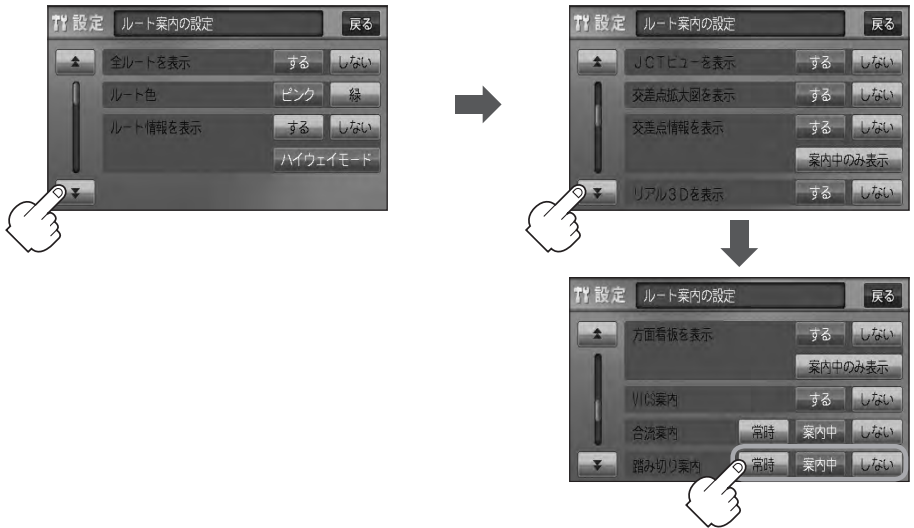 設定 ルート案内の設定 戻る
全ルートを表示 する しない
ルート色 ピンク 緑
ルート情報を表示 する しない
ハイウェイモード
設定 ルート案内の設定 戻る
JCTビューを表示 する しない
交差点拡大図を表示 する しない
交差点情報を表示 する しない
案内中のみ表示
リアル3Dを表示 する しない
設定 ルート案内の設定 戻る
方面看板を表示 する しない
案内中のみ表示
VICS案内 する しない
合流案内 常時 案内中 しない
踏み切り案内 常時 案内中 しない